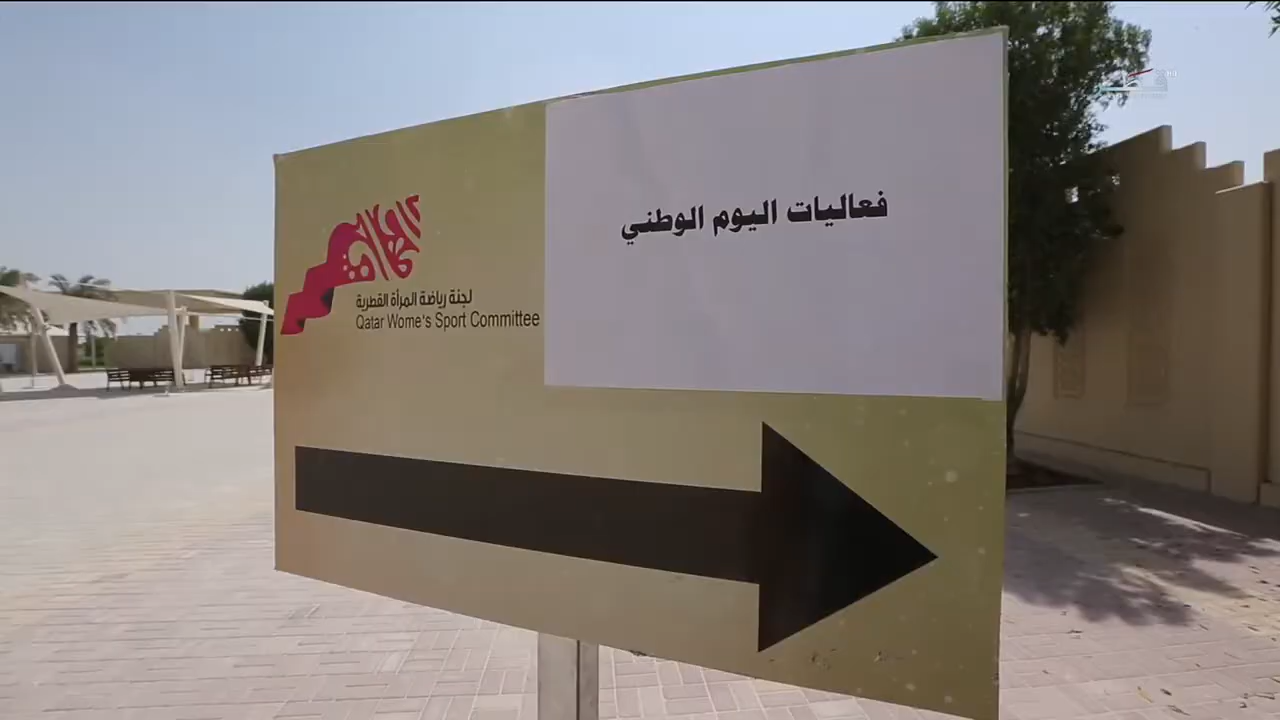 فعاليات اليوم الوطني
لجنة رياضة المرأة القطرية
Qatar Wome's Sport Committee